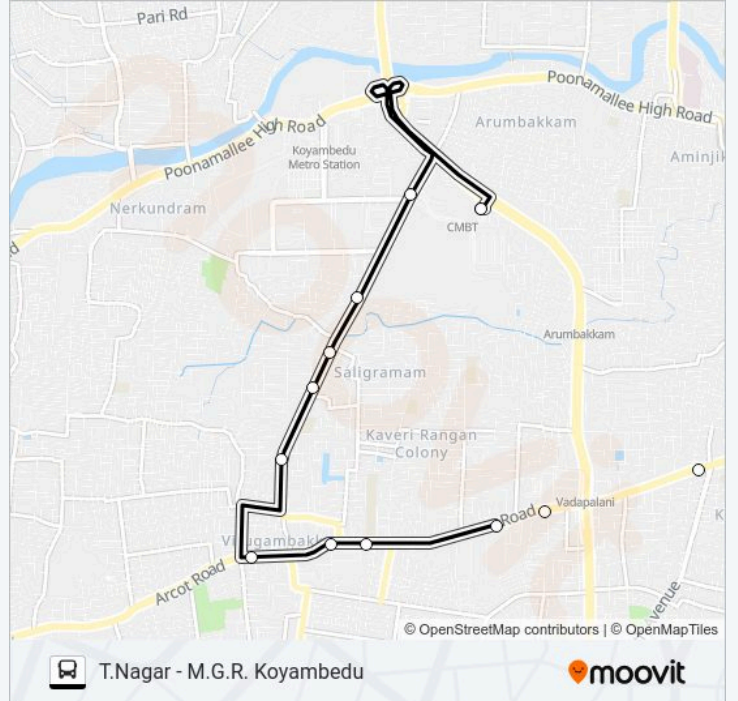 Pari Rd
Poonamallee High Road
Poonamallee High Road
Arumbakkam
Koyambedu
Metro Station
Aminjik
Nerkundram
CMBT
Arumbakkam
Saligramam
Kaveri Rangan
Colony
Vadapalani
Road
K
Arcot Road
venue
© OpenStreetMap contributors | © OpenMapTiles
T.Nagar - M.G.R. Koyambedu
moovit